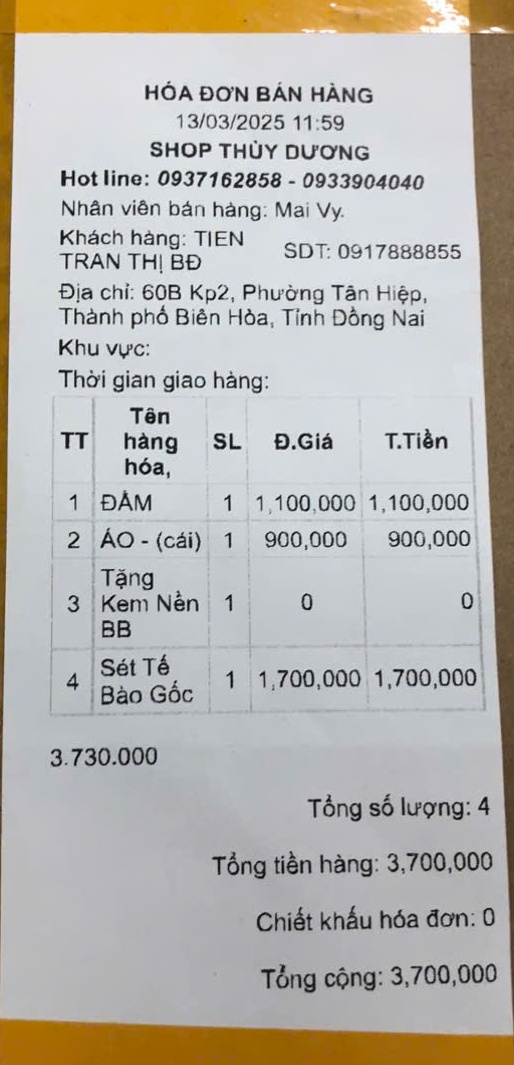 HÓA ĐƠN BÁN HÀNG
13/03/2025 11:59
SHOP THÙY DƯƠNG
Hot line: 0937162858 - 0933904040
Nhân viên bán hàng: Mai Vy.
Khách hàng: TIEN TRAN THỊ BĐ SDT: 0917888855
Địa chỉ: 60B Kp2, Phường Tân Hiệp,
Thành phố Biên Hòa, Tỉnh Đồng Nai
Khu vực:
Thời gian giao hàng:
TT Tên hàng hóa, SL Đ.Giá T.Tiền
1 ĐẦM 1 1,100,000 1,100,000
2 ÁO - (cái) 1 900,000 900,000
3 Tặng Kem Nền BB 1 0 0
4 Sét Tế Bào Gốc 1 1,700,000 1,700,000
3.730.000
Tổng số lượng: 4
Tổng tiền hàng: 3,700,000
Chiết khấu hóa đơn: 0
Tổng cộng: 3,700,000